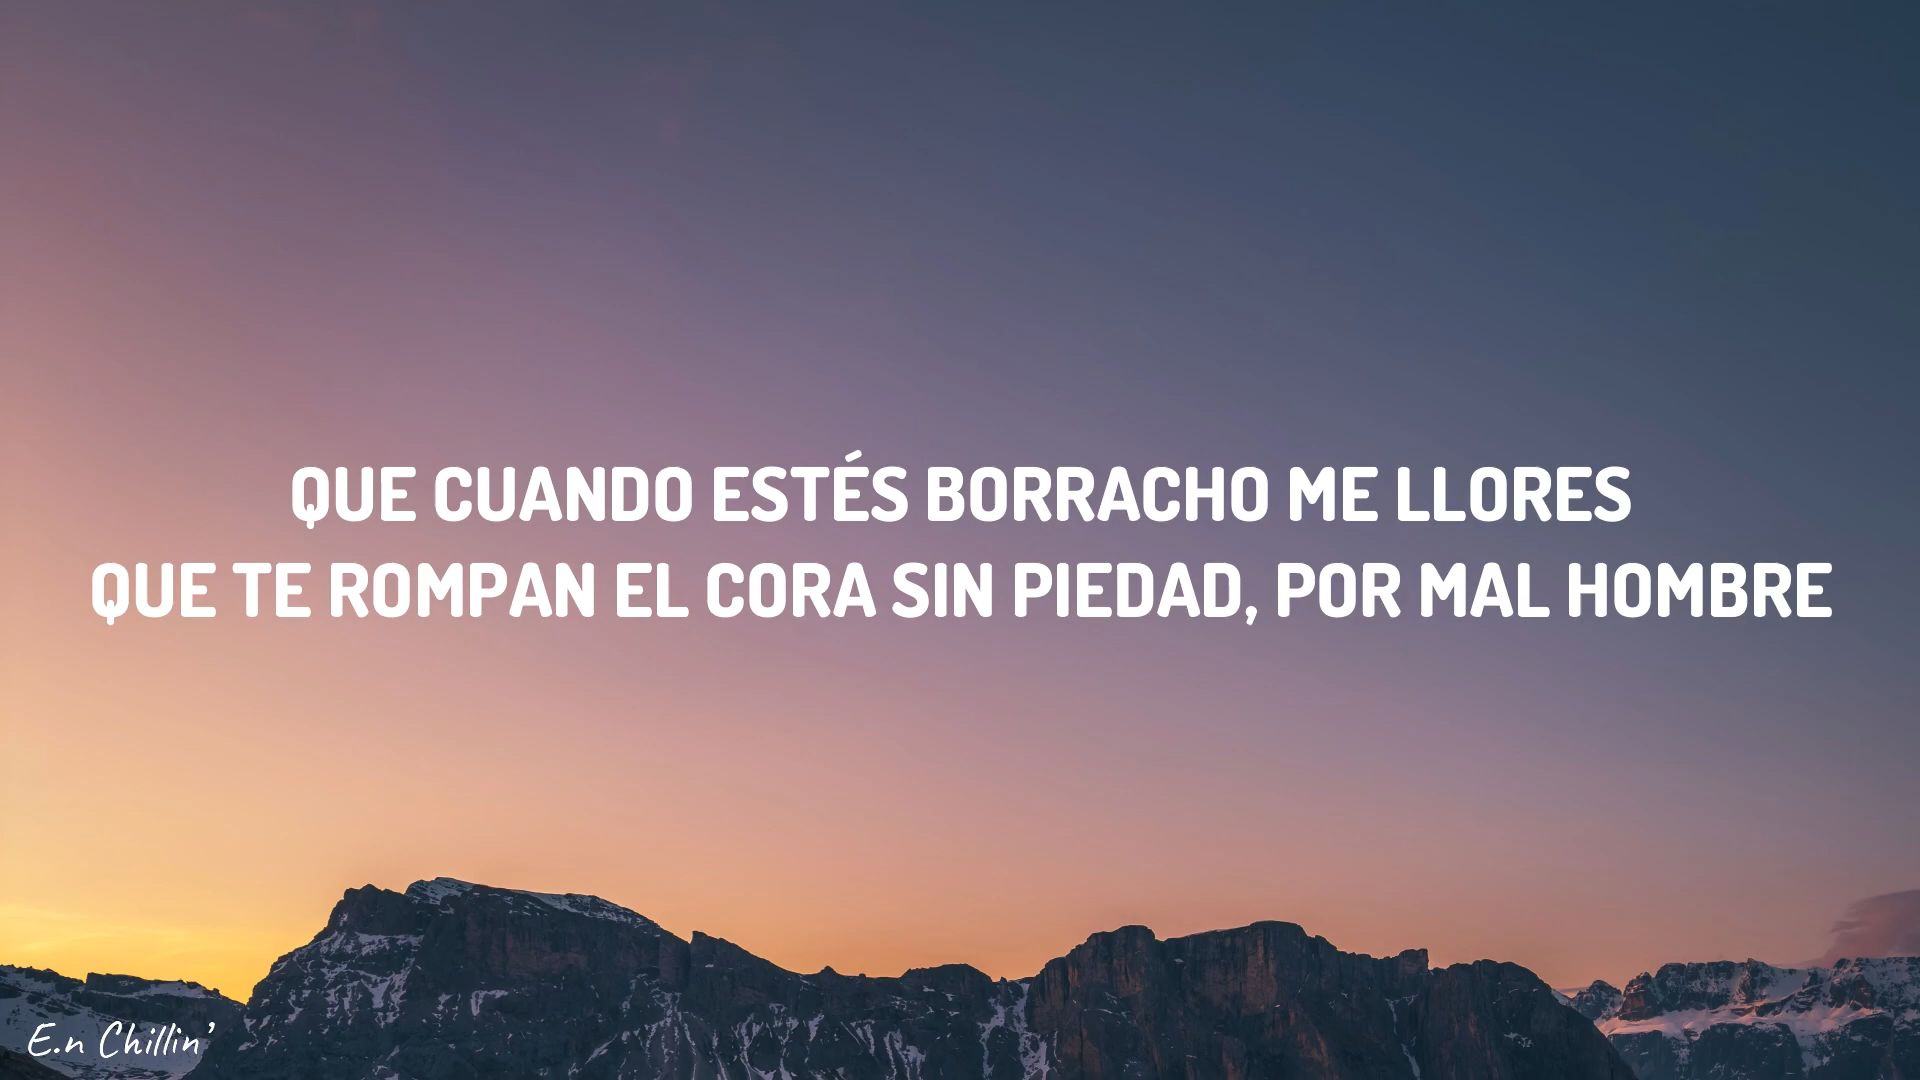 QUE CUANDO ESTÉS BORRACHO ME LLORES
QUE TE ROMPAN EL CORA SIN PIEDAD, POR MAL HOMBRE
E.n Chillin'